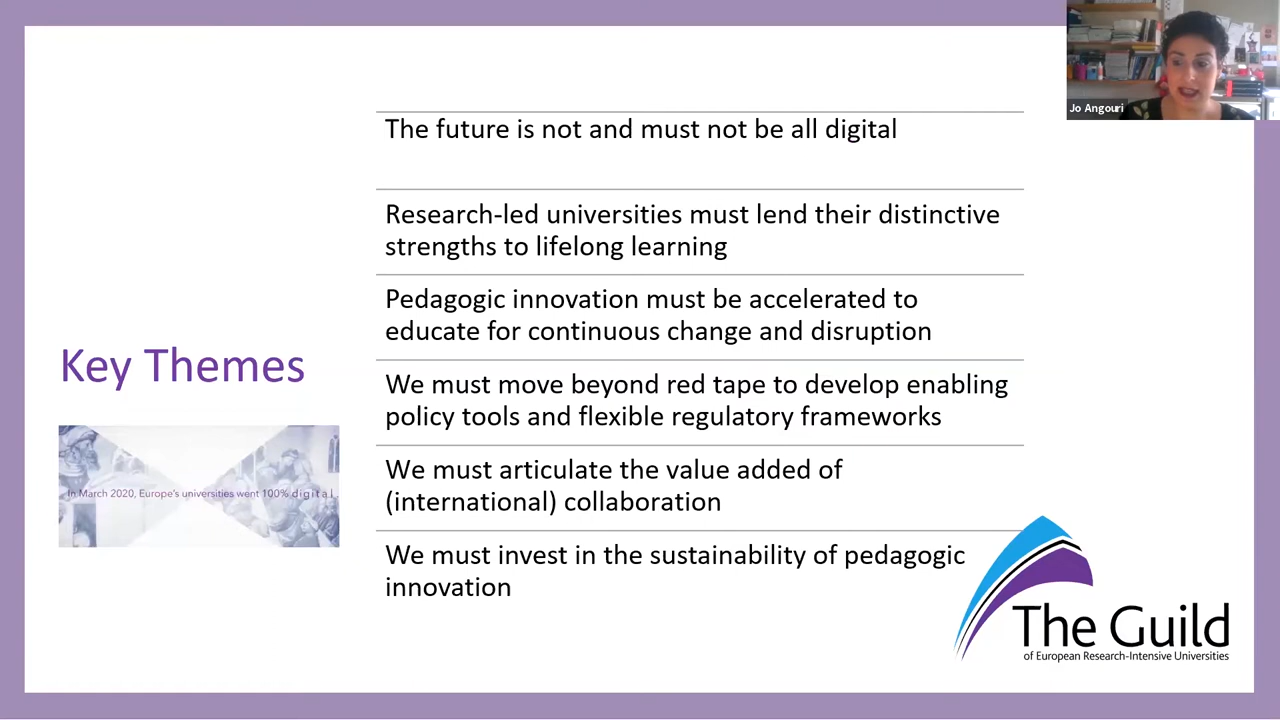 Jo Angouri
The future is not and must not be all digital
Research-led universities must lend their distinctive
strengths to lifelong learning
Pedagogic innovation must be accelerated to
educate for continuous change and disruption
Key Themes
We must move beyond red tape to develop enabling
policy tools and flexible regulatory frameworks
In March 2020, Europe's universities went 100% digital
We must articulate the value added of
(international) collaboration
We must invest in the sustainability of pedagogic
innovation
The Guild
of European Research-Intensive Universities